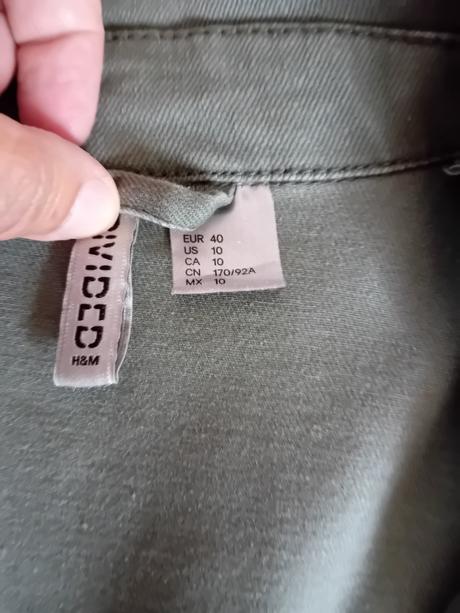 DIVIDED
H&M
EUR 40
US 10
CA 10
CN 170/92A
MX 10